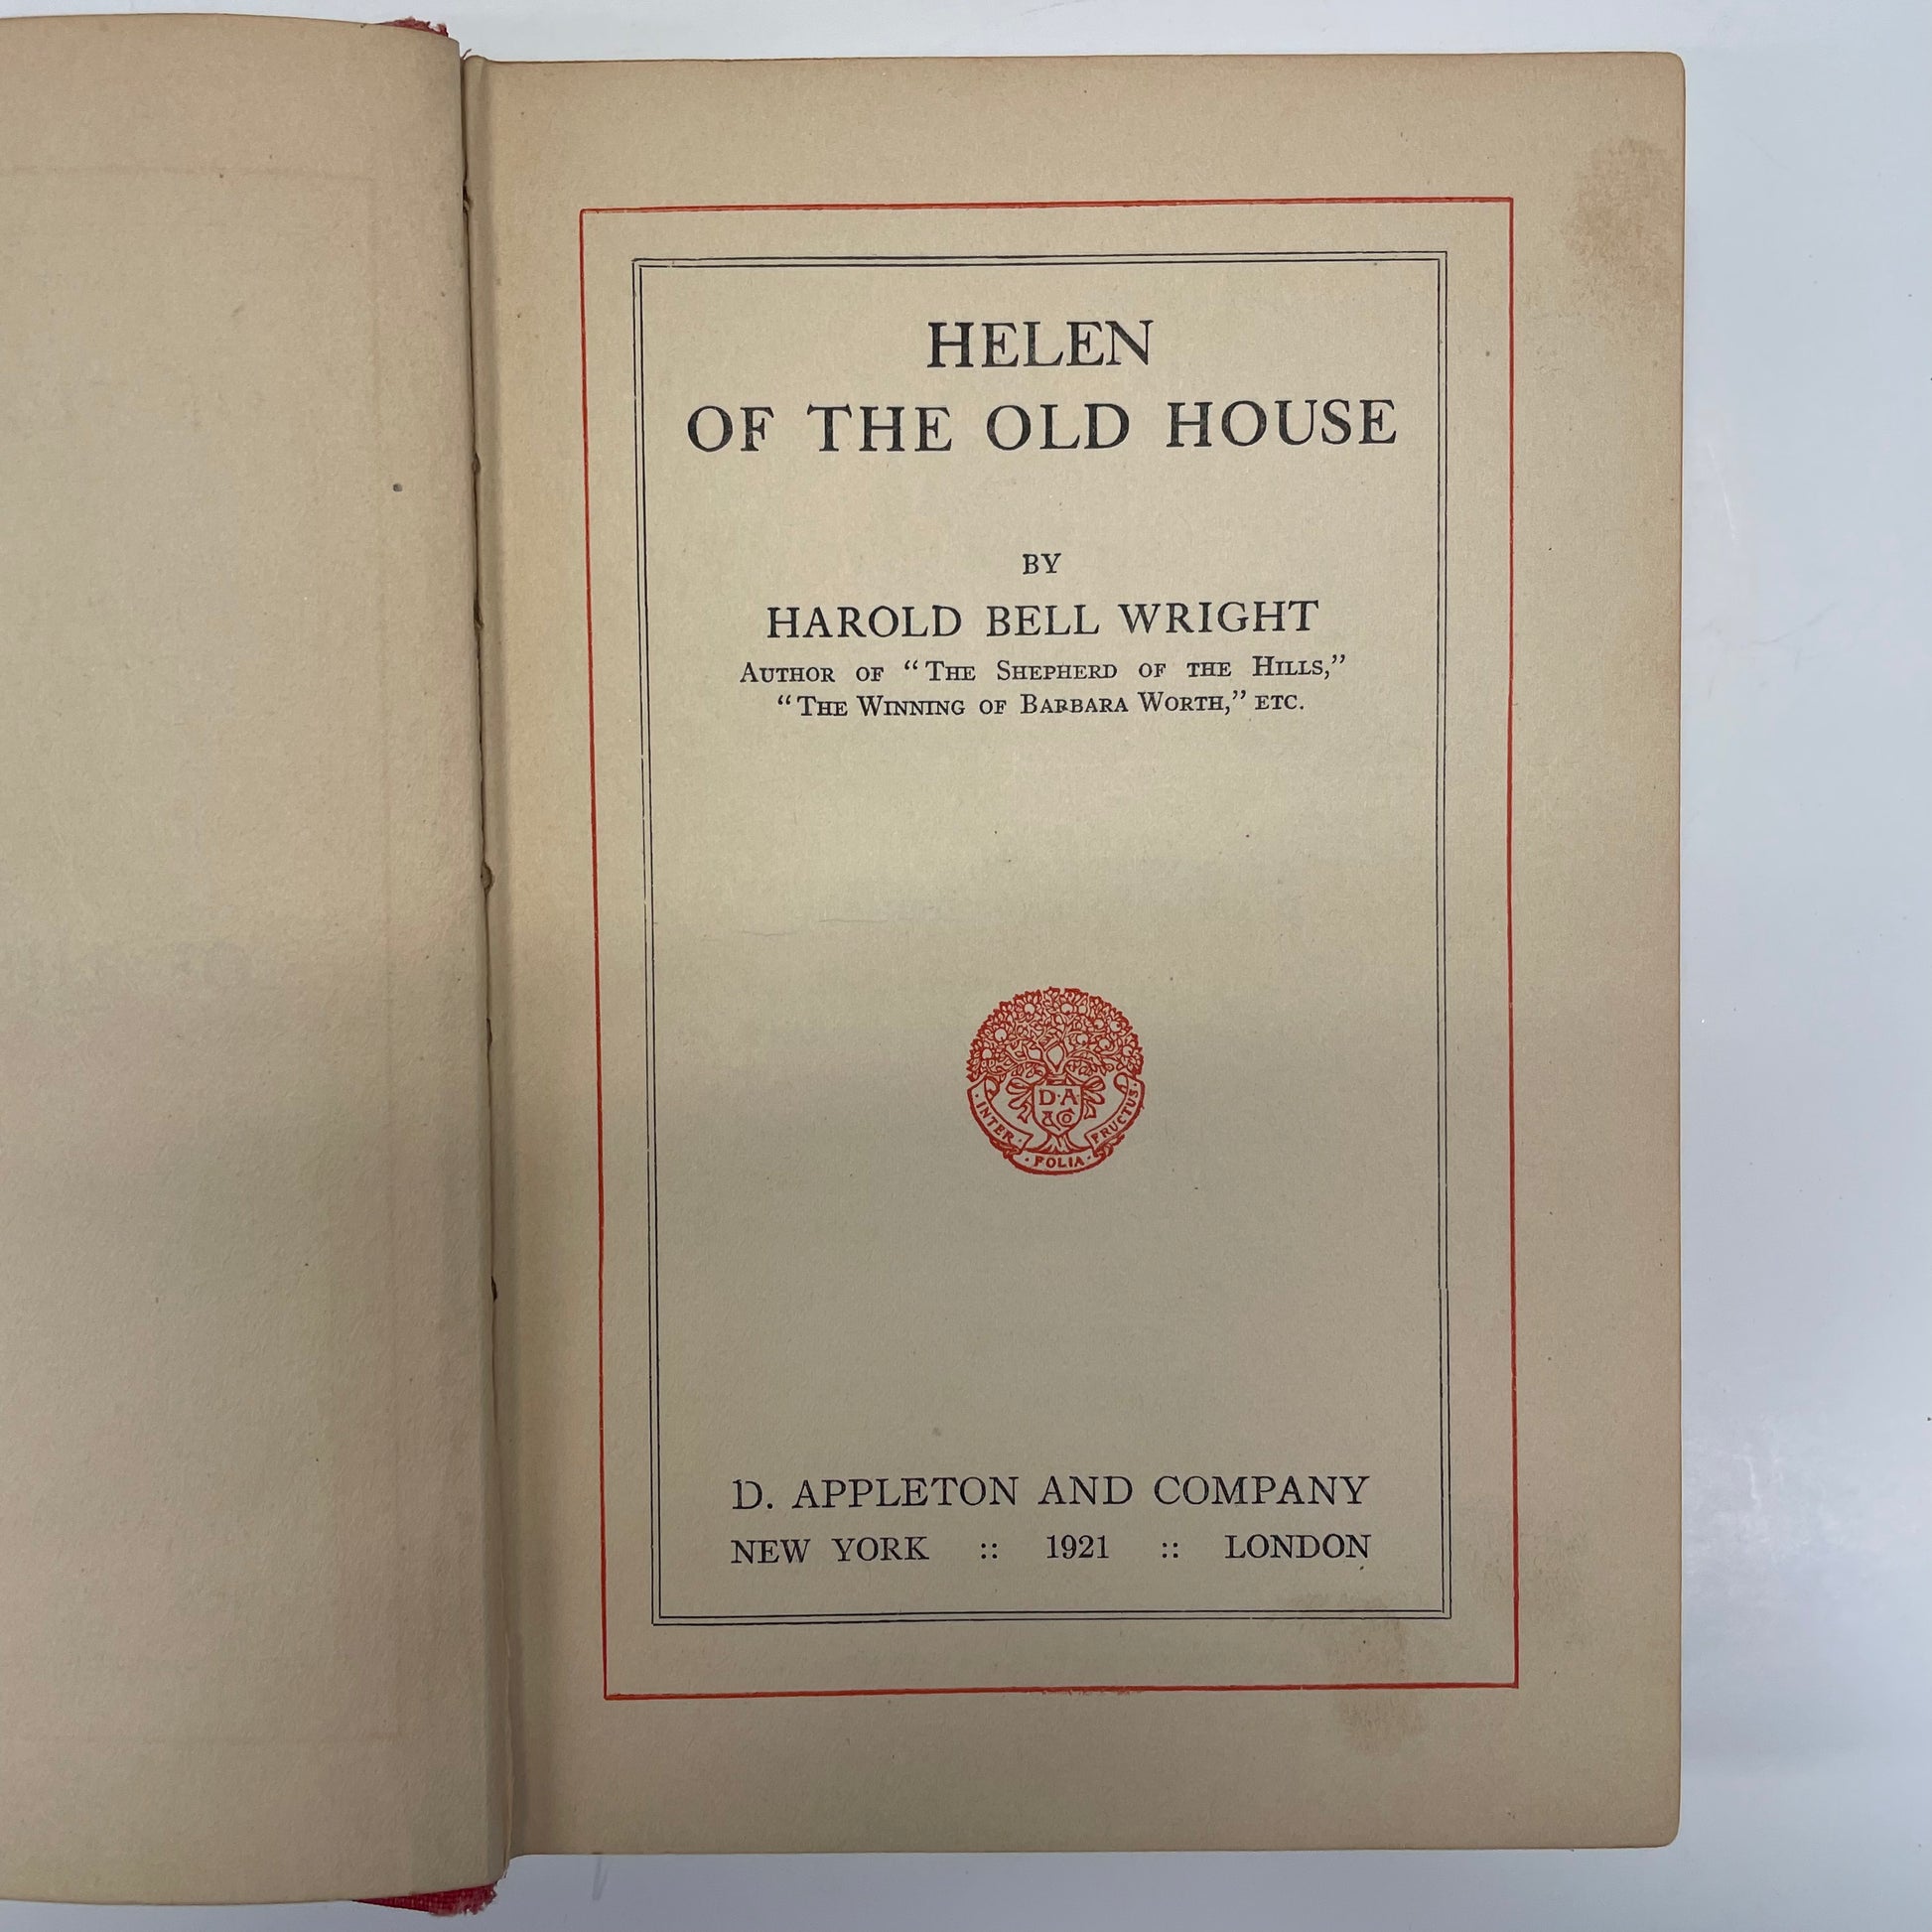 HELEN
OF THE OLD HOUSE
BY
HAROLD BELL WRIGHT
AUTHOR OF “THE SHEPHERD OF THE HILLS,”
“THE WINNING OF BARBARA WORTH,” ETC.
D·A
&Co
·INTER·
·FOLIA·
FRUCTUS·
D. APPLETON AND COMPANY
NEW YORK :: 1921 :: LONDON